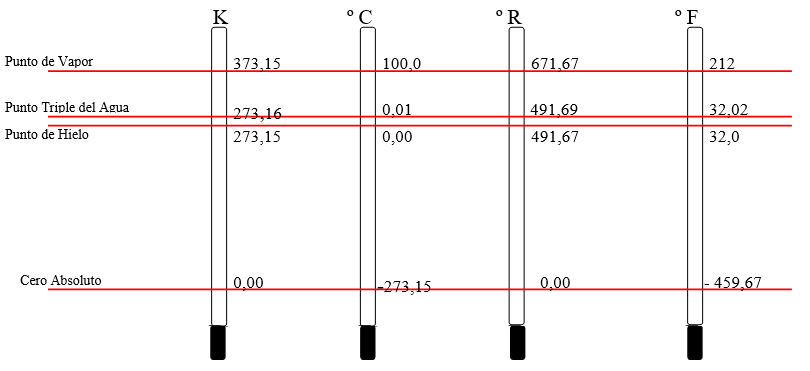 K º C º R º F
Punto de Vapor 373,15 100,0 671,67 212
Punto Triple del Agua 273,16 0,01 491,69 32,02
Punto de Hielo 273,15 0,00 491,67 32,0
Cero Absoluto 0,00 -273,15 0,00 - 459,67